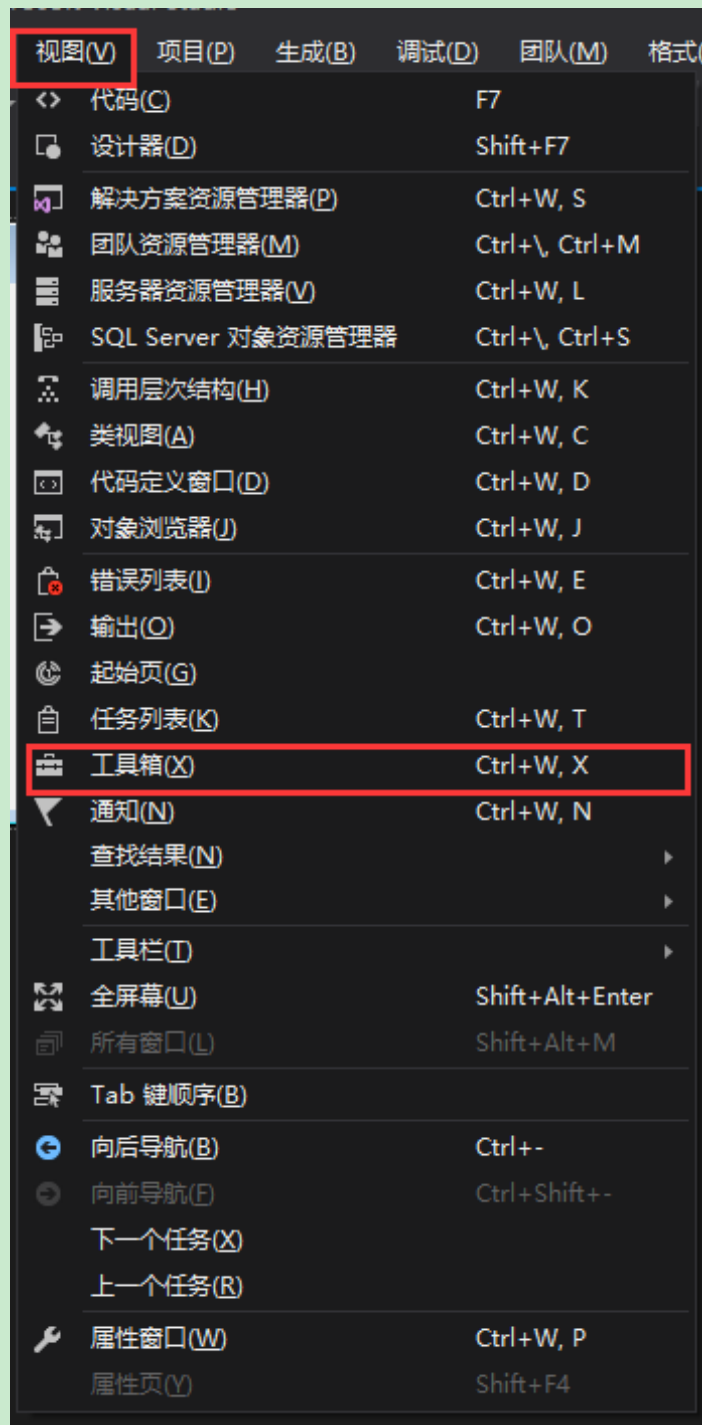 视图(V) 项目(P) 生成(B) 调试(D) 团队(M) 格式(
代码(C) F7
设计器(D) Shift+F7
解决方案资源管理器(P) Ctrl+W, S
团队资源管理器(M) Ctrl+\, Ctrl+M
服务器资源管理器(V) Ctrl+W, L
SQL Server 对象资源管理器 Ctrl+\, Ctrl+S
调用层次结构(H) Ctrl+W, K
类视图(A) Ctrl+W, C
代码定义窗口(D) Ctrl+W, D
对象浏览器(J) Ctrl+W, J
错误列表(I) Ctrl+W, E
输出(O) Ctrl+W, O
起始页(G)
任务列表(K) Ctrl+W, T
工具箱(X) Ctrl+W, X
通知(N) Ctrl+W, N
查找结果(N)
其他窗口(E)
工具栏(T)
全屏幕(U) Shift+Alt+Enter
所有窗口(L) Shift+Alt+M
Tab 键顺序(B)
向后导航(B) Ctrl+-
向前导航(F) Ctrl+Shift+-
下一个任务(X)
上一个任务(R)
属性窗口(W) Ctrl+W, P
属性页(Y) Shift+F4